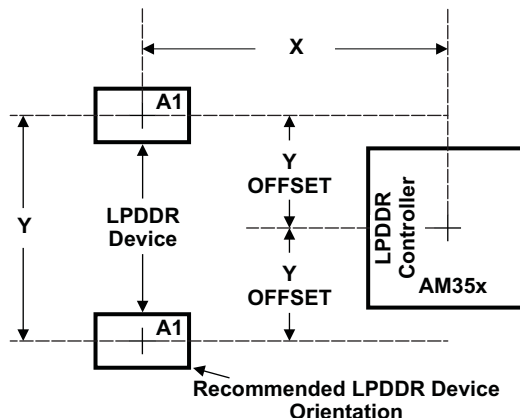 X
A1
Y
OFFSET
LPDDR
Controller
Y
LPDDR
Device
Y
OFFSET
AM35x
A1
Recommended LPDDR Device
Orientation